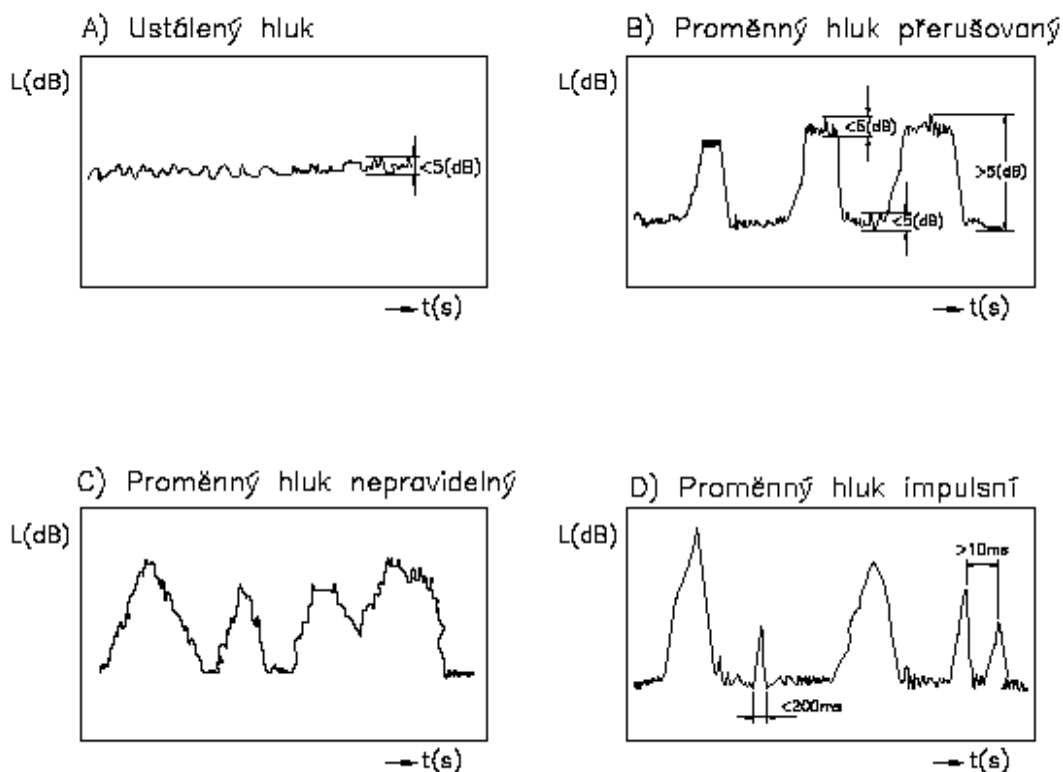 A) Ustálený hluk
L(dB)
<5(dB)
t(s)
B) Proměnný hluk přerušovaný
L(dB)
<5(dB)
>5(dB)
<5(dB)
t(s)
C) Proměnný hluk nepravidelný
L(dB)
t(s)
D) Proměnný hluk impulsní
L(dB)
>10ms
<200ms
t(s)